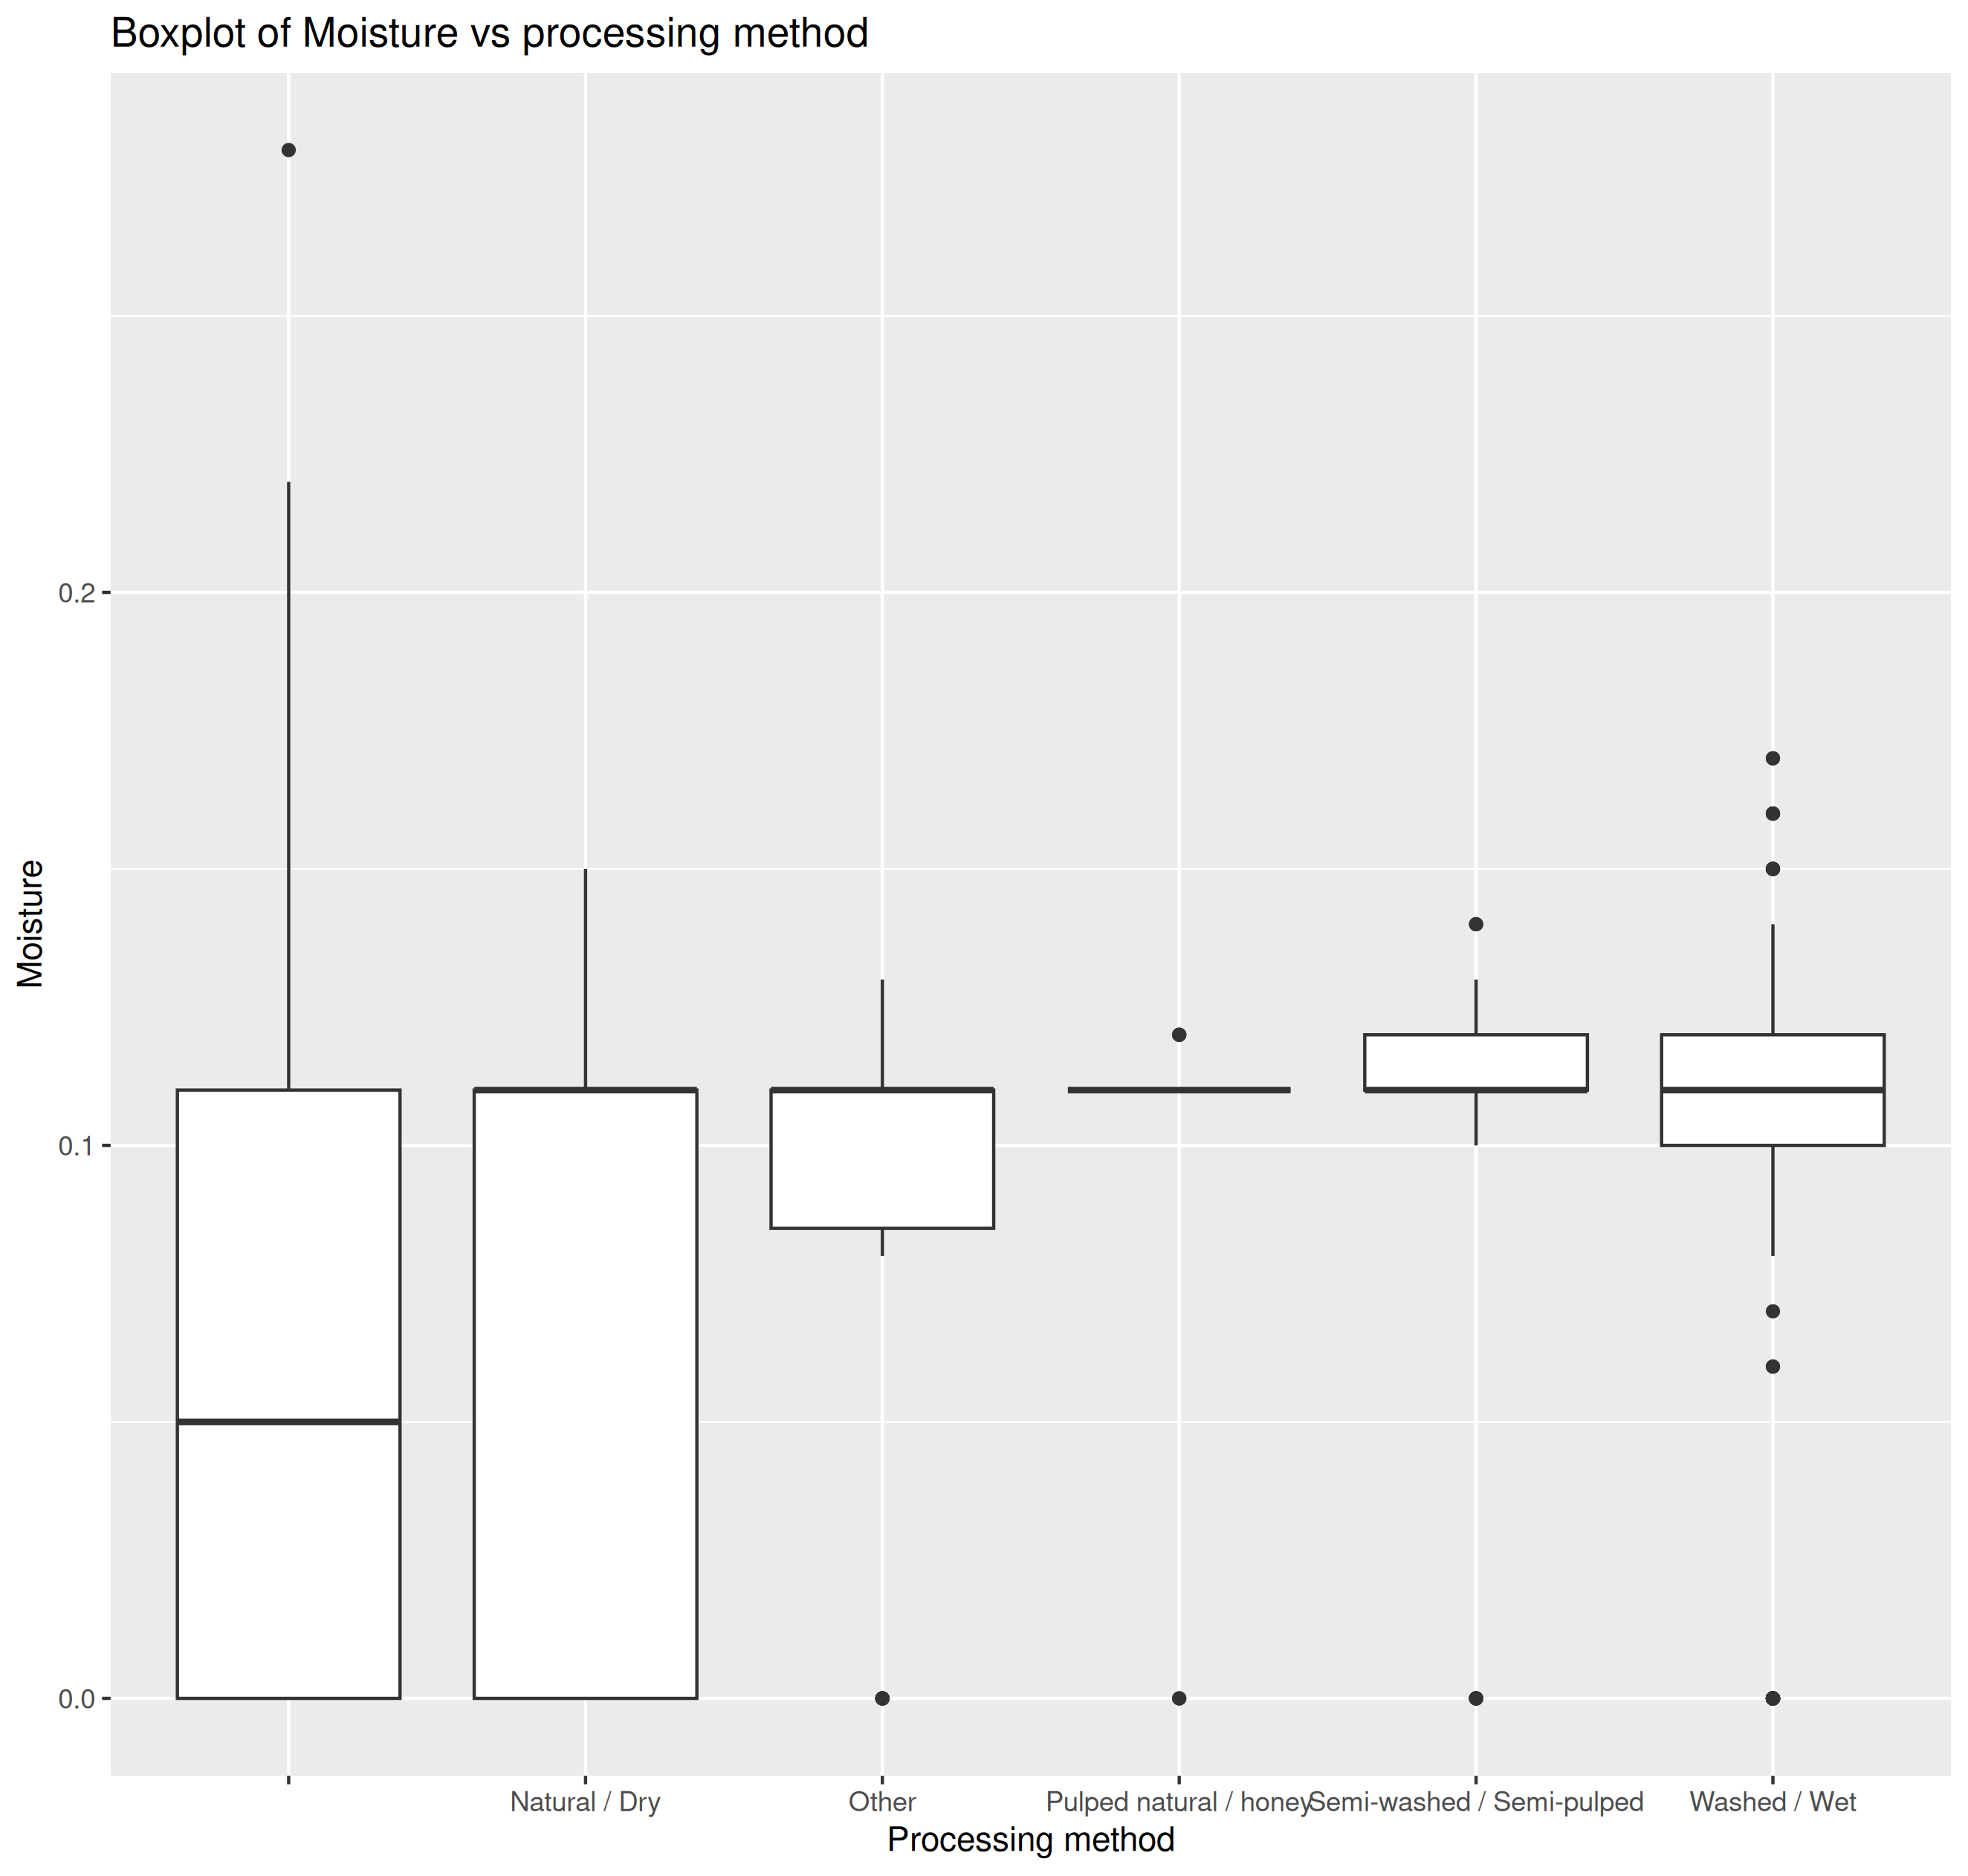 Boxplot of Moisture vs processing method
Moisture
0.2
0.1
0.0
Natural / Dry
Other
Pulped natural / honey
Semi-washed / Semi-pulped
Washed / Wet
Processing method